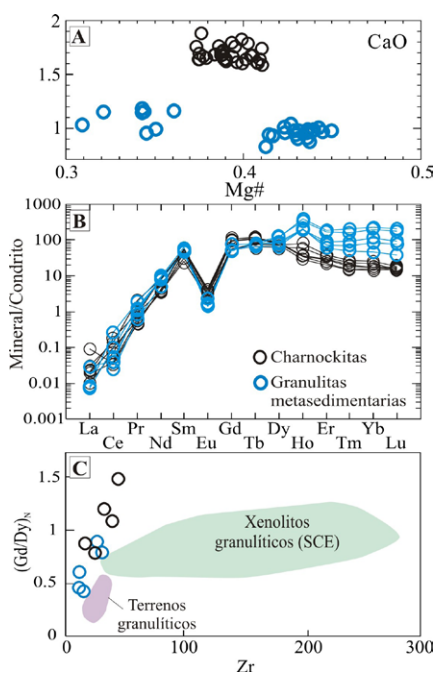 A
CaO
2
1.5
1
0.3
0.4
0.5
Mg#
B
Mineral/Condrito
1000
100
10
1
0.1
0.01
0.001
Charnockitas
Granulitas
metasedimentarias
La
Ce
Pr
Nd
Sm
Eu
Gd
Tb
Dy
Ho
Er
Tm
Yb
Lu
C
(Gd/Dy)N
1.5
1
0.5
0
Xenolitos
granulíticos (SCE)
Terrenos
granulíticos
0
100
200
300
Zr